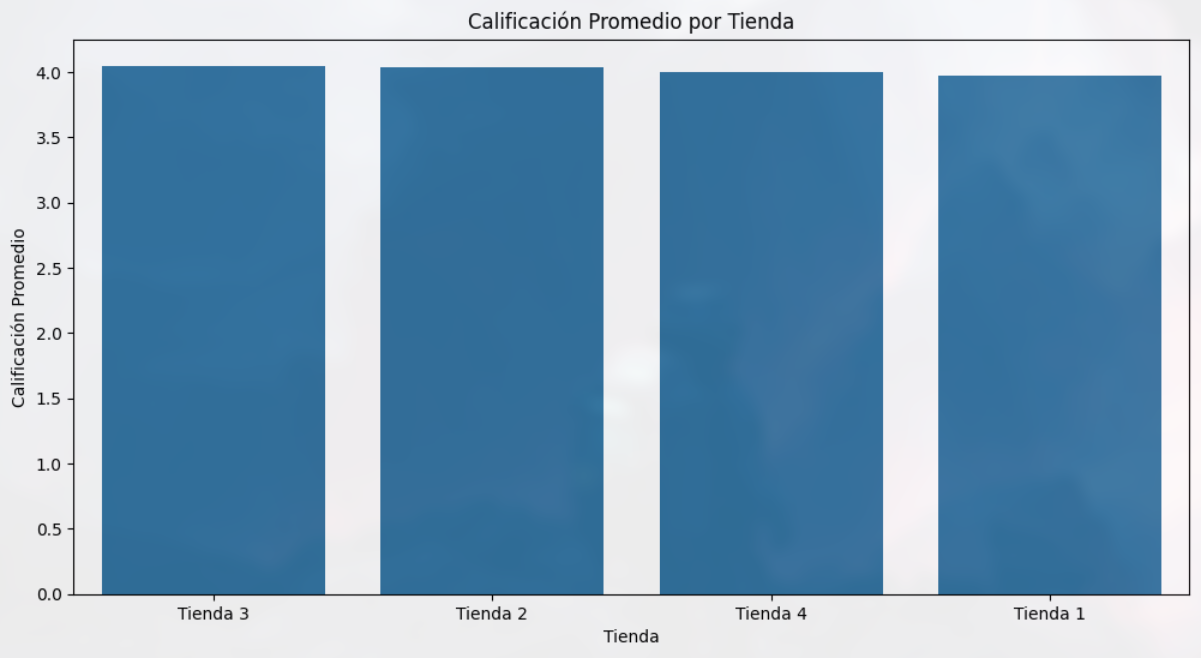 Calificación Promedio por Tienda
Calificación Promedio
4.0
3.5
3.0
2.5
2.0
1.5
1.0
0.5
0.0
Tienda 3 Tienda 2 Tienda 4 Tienda 1
Tienda